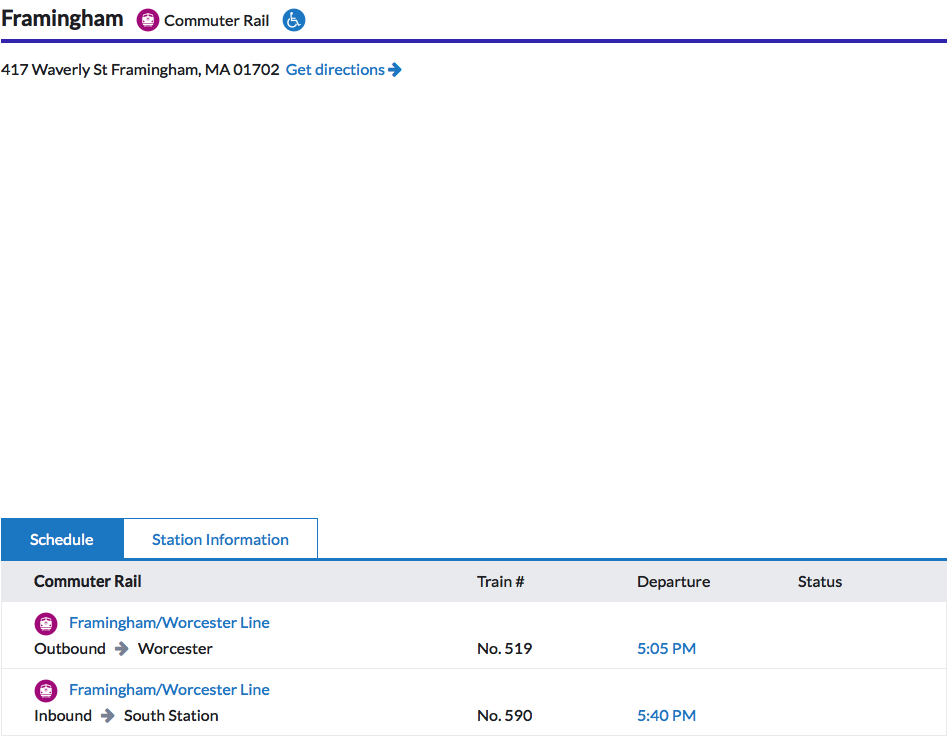 Framingham Commuter Rail
417 Waverly St Framingham, MA 01702 Get directions
Schedule Station Information
Commuter Rail Train # Departure Status
Framingham/Worcester Line
Outbound Worcester No. 519 5:05 PM
Framingham/Worcester Line
Inbound South Station No. 590 5:40 PM